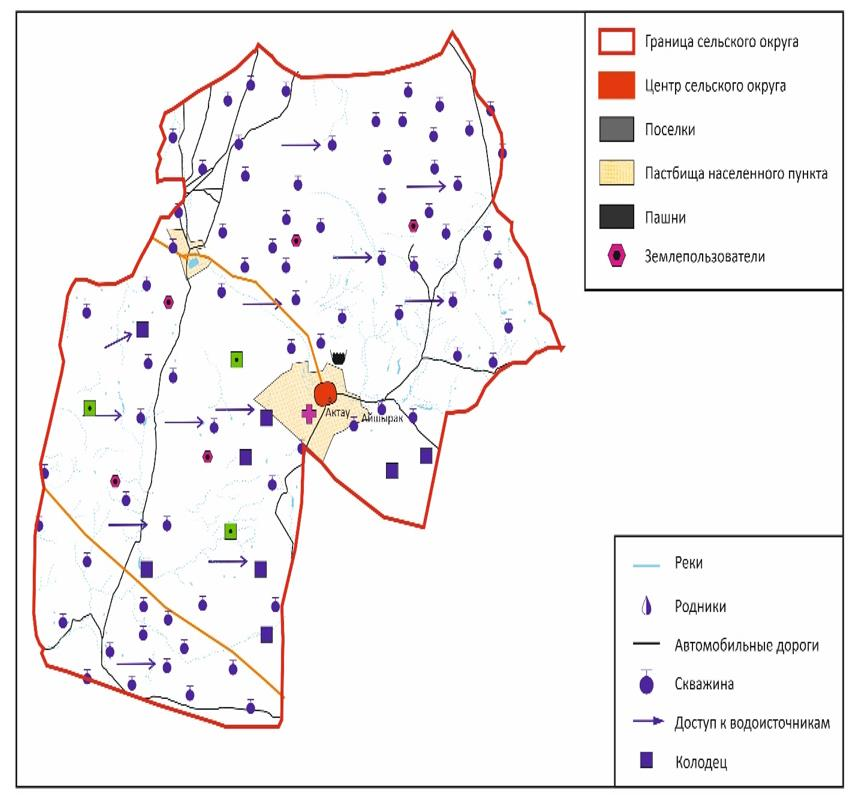 Граница сельского округа
Центр сельского округа
Поселки
Пастбища населенного пункта
Пашни
Землепользователи
Актау
Айшырак
Реки
Родники
Автомобильные дороги
Скважина
Доступ к водоисточникам
Колодец